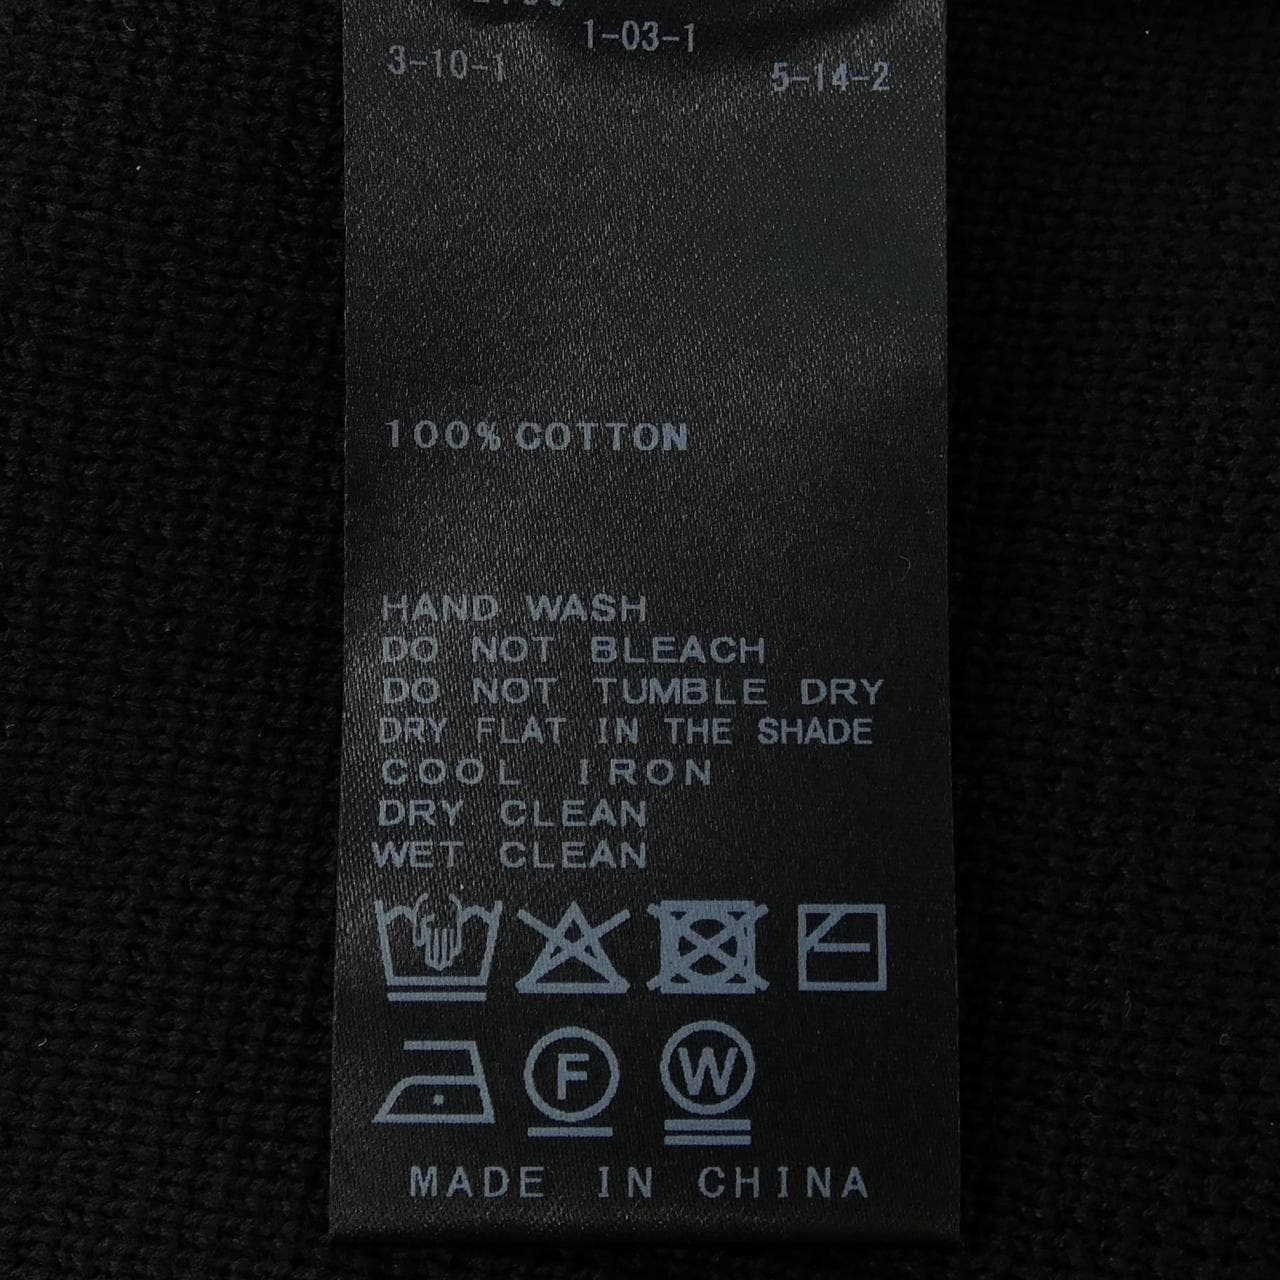 1-03-1
3-10-1
5-14-2
100% COTTON
HAND WASH
DO NOT BLEACH
DO NOT TUMBLE DRY
DRY FLAT IN THE SHADE
COOL IRON
DRY CLEAN
WET CLEAN
F W
MADE IN CHINA